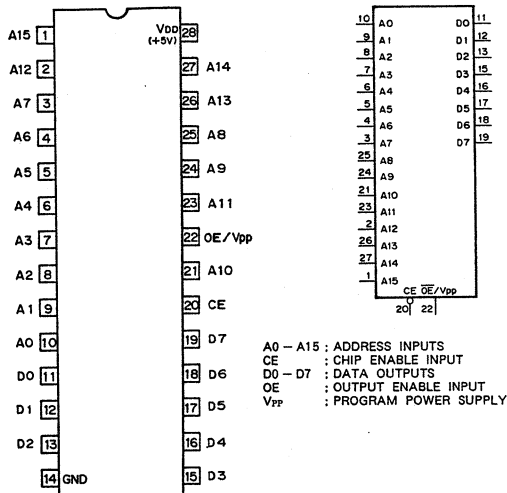 A15 1
VDD 28
(+5V)
A12 2
27 A14
A7 3
26 A13
A6 4
25 A8
A5 5
24 A9
A4 6
23 A11
A3 7
22 OE/Vpp
A2 8
21 A10
A1 9
20 CE
A0 10
19 D7
D0 11
18 D6
D1 12
17 D5
D2 13
16 D4
14 GND
15 D3
10 A0 D0 11
9 A1 D1 12
8 A2 D2 13
7 A3 D3 15
6 A4 D4 16
5 A5 D5 17
4 A6 D6 18
3 A7 D7 19
25 A8
24 A9
21 A10
23 A11
2 A12
26 A13
27 A14
1 A15
CE OE/Vpp
20 22
A0 – A15 : ADDRESS INPUTS
CE : CHIP ENABLE INPUT
D0 – D7 : DATA OUTPUTS
OE : OUTPUT ENABLE INPUT
VPP : PROGRAM POWER SUPPLY